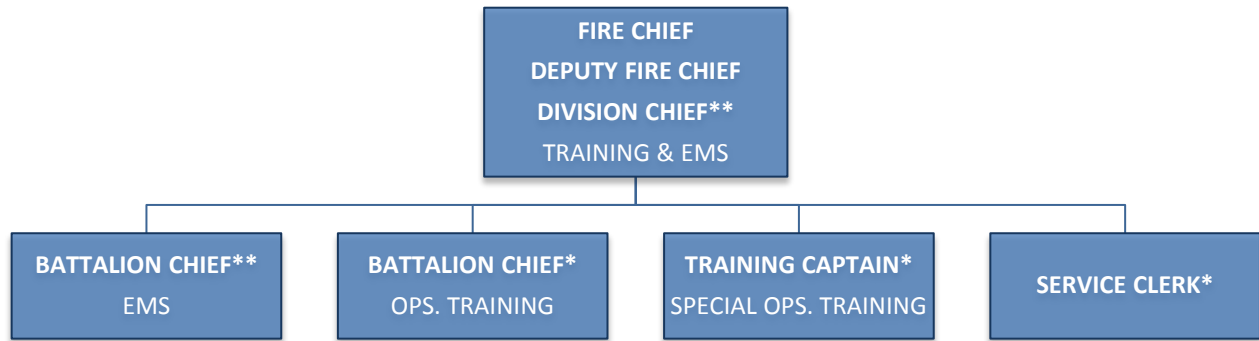 FIRE CHIEF
DEPUTY FIRE CHIEF
DIVISION CHIEF**
TRAINING & EMS
BATTALION CHIEF**
EMS
BATTALION CHIEF*
OPS. TRAINING
TRAINING CAPTAIN*
SPECIAL OPS. TRAINING
SERVICE CLERK*